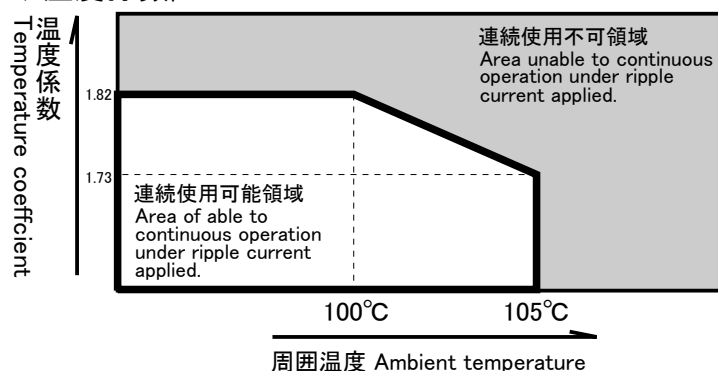 温度係数
Temperature coeffcient
1.82
1.73
連続使用不可領域
Area unable to continuous
operation under ripple
current applied.
連続使用可能領域
Area of able to
continuous operation
under ripple current
applied.
100℃
105℃
周囲温度 Ambient temperature